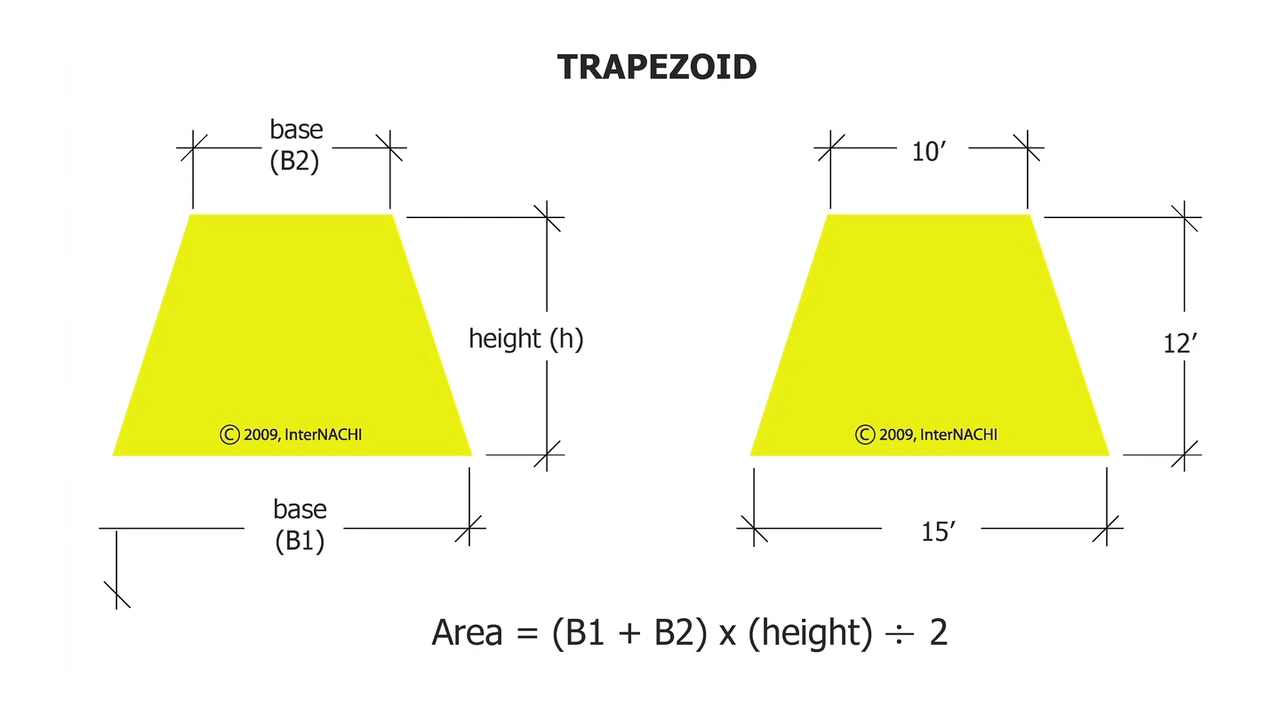 TRAPEZOID
base
(B2)
10′
height (h)
12′
© 2009, InterNACHI
© 2009, InterNACHI
base
(B1)
15′
Area = (B1 + B2) x (height) ÷ 2